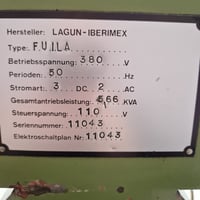 Hersteller: LAGUN-IBERIMEX
Type: F.U.I.L.A.
Betriebsspannung 380 V
Perioden: 50 HZ
Stromart: 3 DC. 2 AC
Gesamtantriebsleistung: 5,66 KVA
Steuerspannung: 110 V
Seriennummer: 11043
Elektroschaltplan Nr: 11043